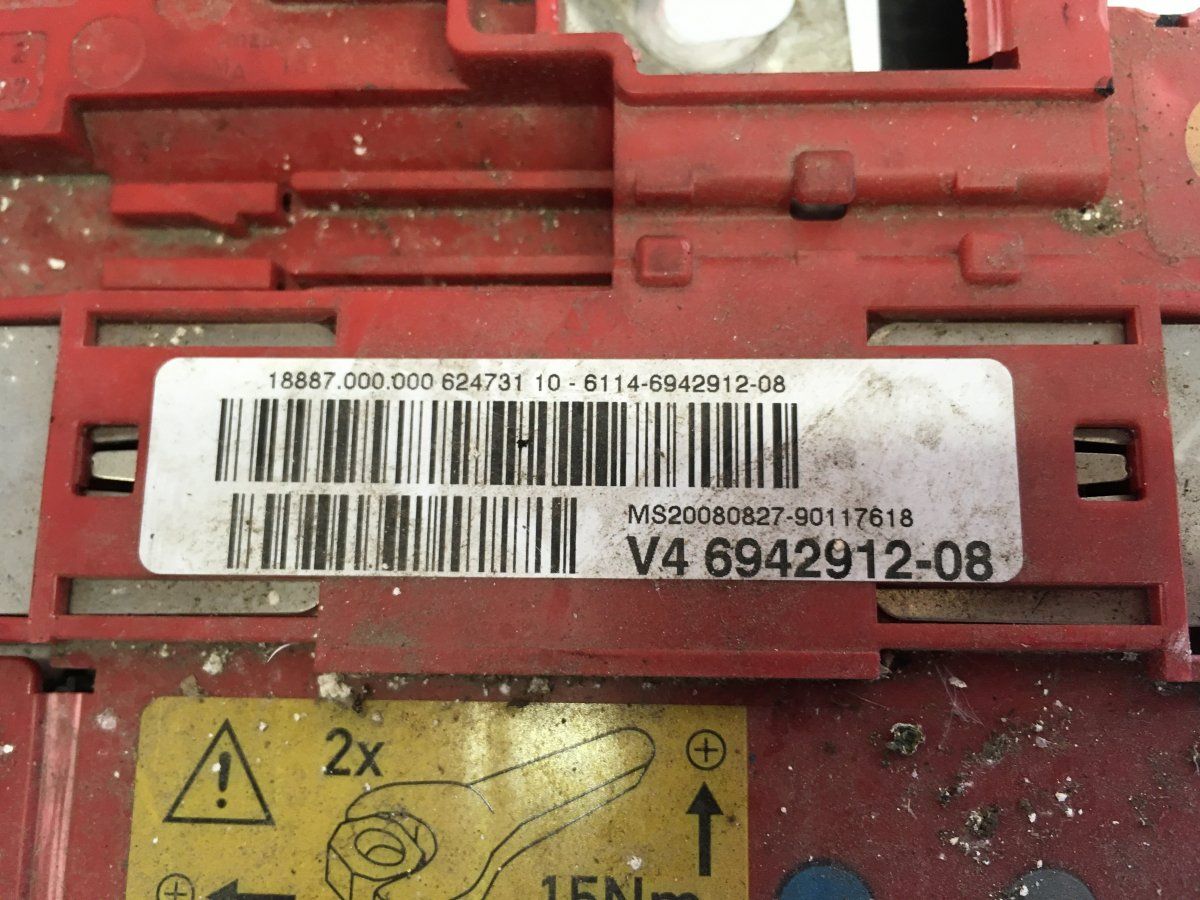 18887.000.000 624731 10 - 6114-6942912-08
MS20080827-90117618
V4 6942912-08
2x
15Nm